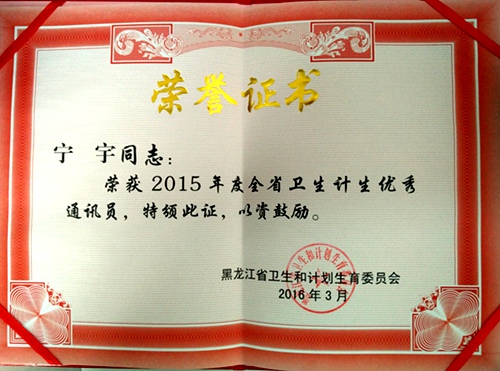 荣誉证书
宁 宇同志：
荣获2015年度全省卫生计生优秀
通讯员，特颁此证，以资鼓励。
黑龙江省卫生和计划生育委员会
2016年3月